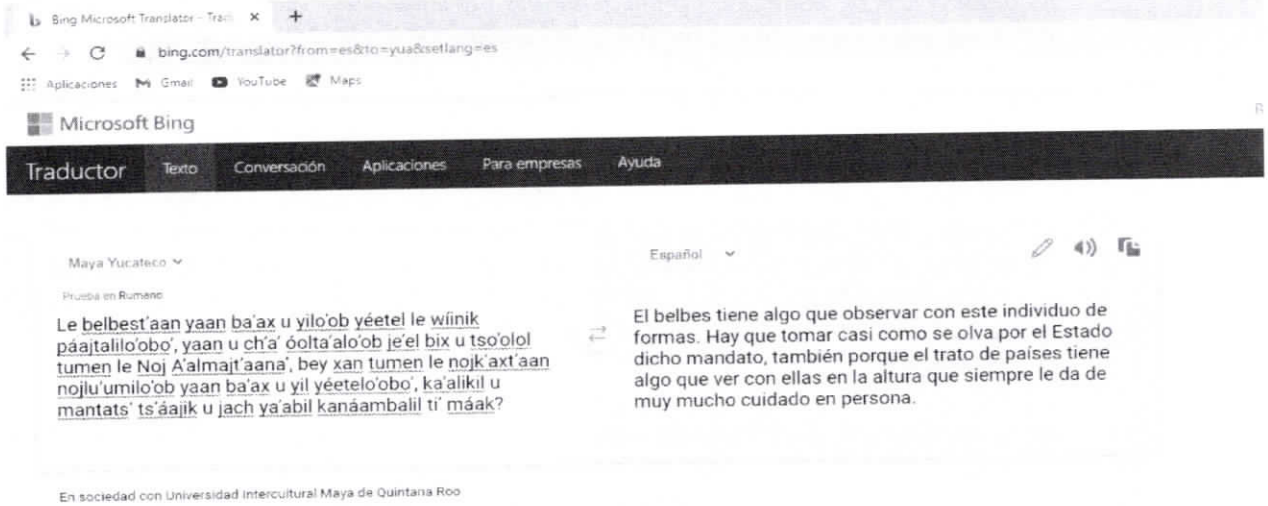 Bing Microsoft Translator - Tran
bing.com/translator?from=es&to=yua&setlang=es
Aplicaciones Gmail YouTube Maps
Microsoft Bing
Traductor Texto Conversación Aplicaciones Para empresas Ayuda
Maya Yucateco
Español
Prueba en Rumano
Le belbest'aan yaan ba'ax u yilo'ob yéetel le wíinik
páajtalilo'obo', yaan u ch'a' óolta'alo'ob je'el bix u tso'olol
tumen le Noj A'almajt'aana', bey xan tumen le nojk'axt'aan
nojlu'umilo'ob yaan ba'ax u yil yéetelo'obo', ka'alikil u
mantats' ts'áajik u jach ya'abil kanáambalil ti' máak?
El belbes tiene algo que observar con este individuo de
formas. Hay que tomar casi como se olva por el Estado
dicho mandato, también porque el trato de países tiene
algo que ver con ellas en la altura que siempre le da de
muy mucho cuidado en persona.
En sociedad con Universidad Intercultural Maya de Quintana Roo